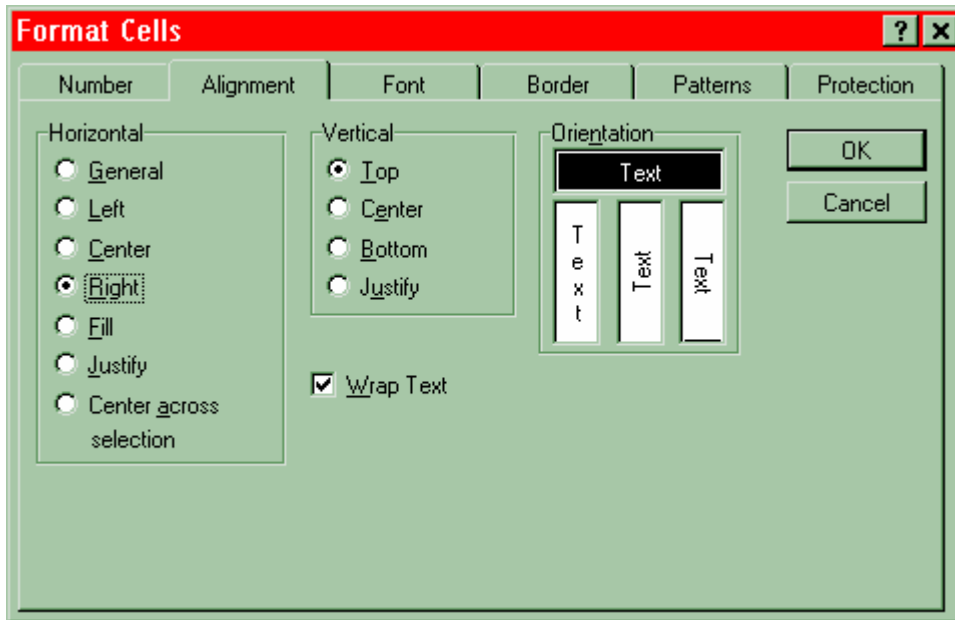 Format Cells
Number Alignment Font Border Patterns Protection
Horizontal
General
Left
Center
Right
Fill
Justify
Center across
selection
Vertical
Top
Center
Bottom
Justify
Wrap Text
Orientation
Text
Text
Text
Text
OK
Cancel